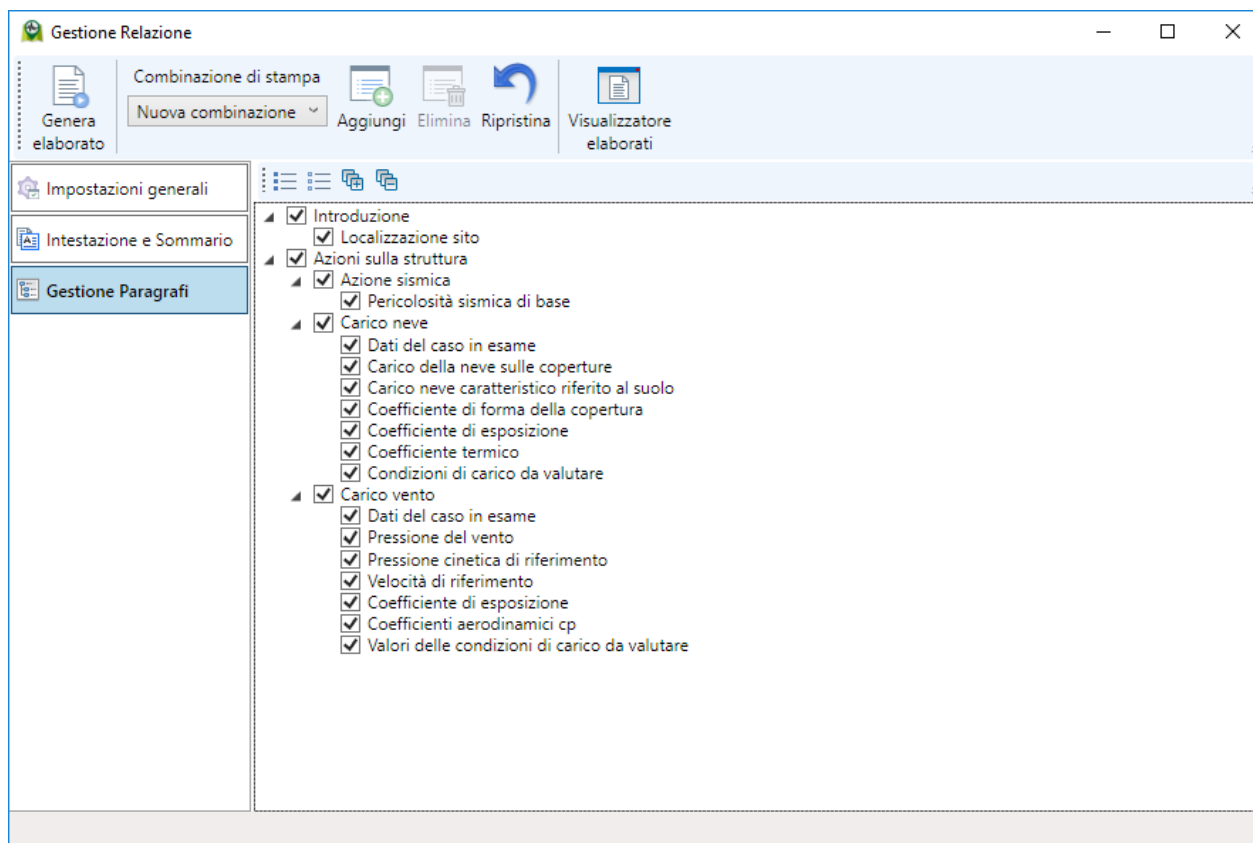 Gestione Relazione
Combinazione di stampa
Nuova combinazione
Genera
elaborato
Aggiungi
Elimina
Ripristina
Visualizzatore
elaborati
Impostazioni generali
Intestazione e Sommario
Gestione Paragrafi
Introduzione
Localizzazione sito
Azioni sulla struttura
Azione sismica
Pericolosità sismica di base
Carico neve
Dati del caso in esame
Carico della neve sulle coperture
Carico neve caratteristico riferito al suolo
Coefficiente di forma della copertura
Coefficiente di esposizione
Coefficiente termico
Condizioni di carico da valutare
Carico vento
Dati del caso in esame
Pressione del vento
Pressione cinetica di riferimento
Velocità di riferimento
Coefficiente di esposizione
Coefficienti aerodinamici cp
Valori delle condizioni di carico da valutare